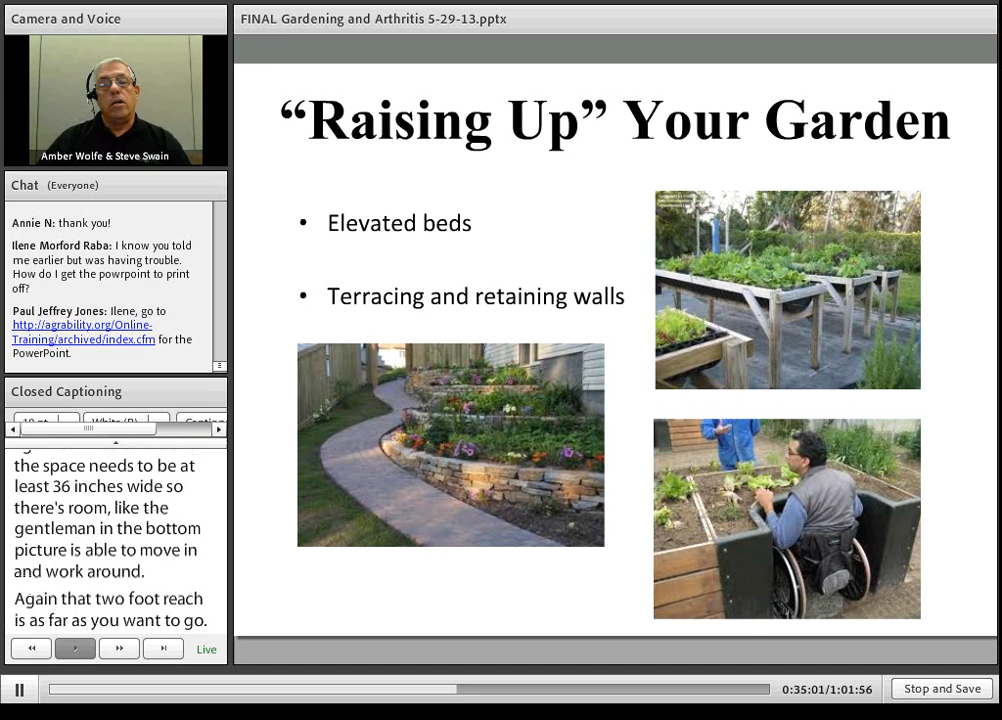 Camera and Voice
Amber Wolfe & Steve Swain
Chat (Everyone)
Annie N: thank you!
Ilene Morford Raba: I know you told
me earlier but was having trouble.
How do I get the powrpoint to print
off?
Paul Jeffrey Jones: Ilene, go to
http://agrability.org/Online-
Training/archived/index.cfm for the
PowerPoint.
Closed Captioning
the space needs to be at
least 36 inches wide so
there's room, like the
gentleman in the bottom
picture is able to move in
and work around.
Again that two foot reach
is as far as you want to go.
Live
FINAL Gardening and Arthritis 5-29-13.pptx
“Raising Up” Your Garden
• Elevated beds
• Terracing and retaining walls
0:35:01/1:01:56
Stop and Save